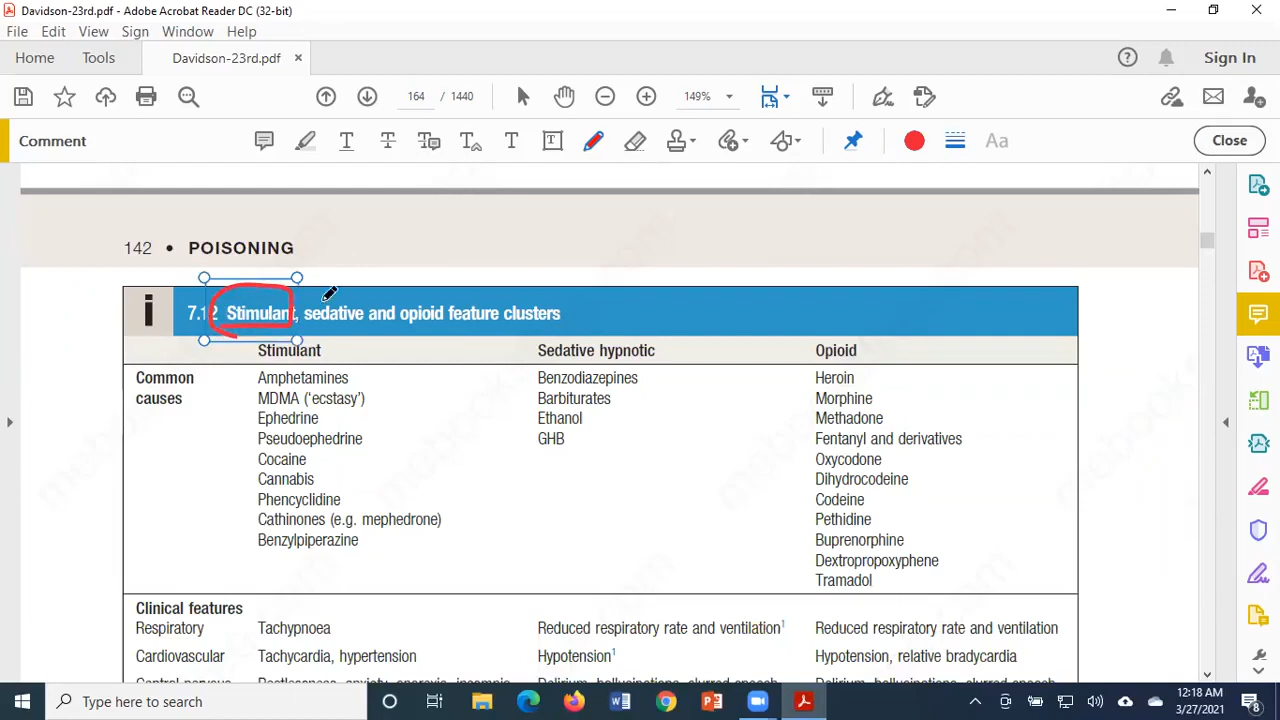 Davidson-23rd.pdf - Adobe Acrobat Reader DC (32-bit)
File Edit View Sign Window Help
Home Tools Davidson-23rd.pdf × Sign In
164 / 1440 149%
Comment Aa Close
142 • POISONING
i 7.12 Stimulant, sedative and opioid feature clusters
Stimulant Sedative hypnotic Opioid
Common Amphetamines Benzodiazepines Heroin
causes MDMA (‘ecstasy’) Barbiturates Morphine
Ephedrine Ethanol Methadone
Pseudoephedrine GHB Fentanyl and derivatives
Cocaine Oxycodone
Cannabis Dihydrocodeine
Phencyclidine Codeine
Cathinones (e.g. mephedrone) Pethidine
Benzylpiperazine Buprenorphine
Dextropropoxyphene
Tramadol
Clinical features
Respiratory Tachypnoea Reduced respiratory rate and ventilation¹ Reduced respiratory rate and ventilation
Cardiovascular Tachycardia, hypertension Hypotension¹ Hypotension, relative bradycardia
Type here to search 12:18 AM
3/27/2021 8